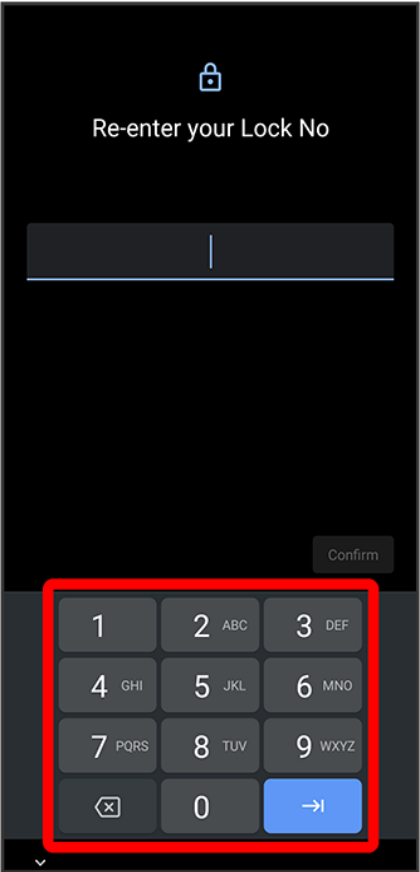 Re-enter your Lock No
Confirm
1 2 ABC 3 DEF
4 GHI 5 JKL 6 MNO
7 PQRS 8 TUV 9 WXYZ
0